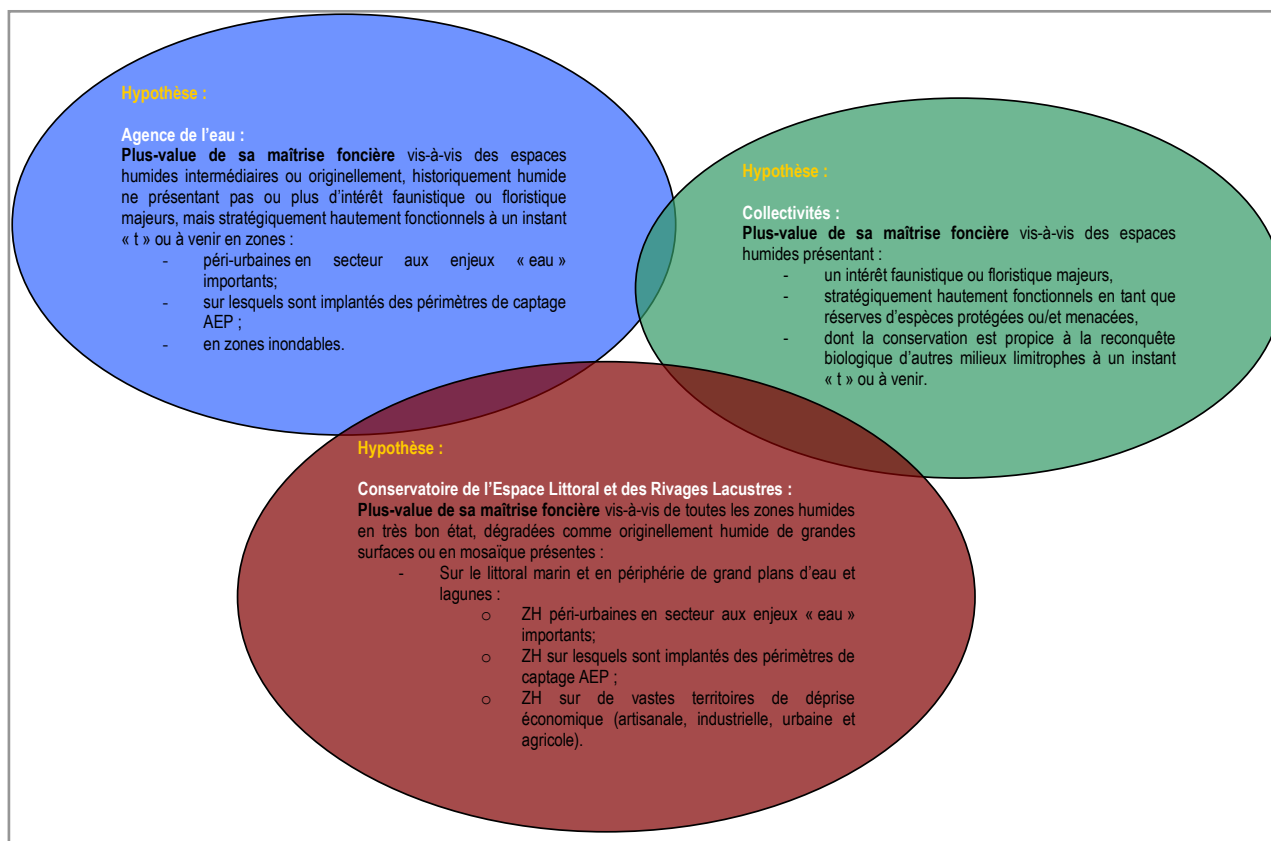 Hypothèse :
Agence de l'eau :
Plus-value de sa maîtrise foncière vis-à-vis des espaces
humides intermédiaires ou originellement, historiquement humide
ne présentant pas ou plus d'intérêt faunistique ou floristique
majeurs, mais stratégiquement hautement fonctionnels à un instant
« t » ou à venir en zones :
- péri-urbaines en secteur aux enjeux « eau »
importants;
- sur lesquels sont implantés des périmètres de captage
AEP ;
- en zones inondables.
Hypothèse :
Collectivités :
Plus-value de sa maîtrise foncière vis-à-vis des espaces
humides présentant :
- un intérêt faunistique ou floristique majeurs,
- stratégiquement hautement fonctionnels en tant que
réserves d'espèces protégées ou/et menacées,
- dont la conservation est propice à la reconquête
biologique d'autres milieux limitrophes à un instant
« t » ou à venir.
Hypothèse :
Conservatoire de l'Espace Littoral et des Rivages Lacustres :
Plus-value de sa maîtrise foncière vis-à-vis de toutes les zones humides
en très bon état, dégradées comme originellement humide de grandes
surfaces ou en mosaïque présentes :
- Sur le littoral marin et en périphérie de grand plans d'eau et
lagunes :
o ZH péri-urbaines en secteur aux enjeux « eau »
importants;
o ZH sur lesquels sont implantés des périmètres de
captage AEP ;
o ZH sur de vastes territoires de déprise
économique (artisanale, industrielle, urbaine et
agricole).